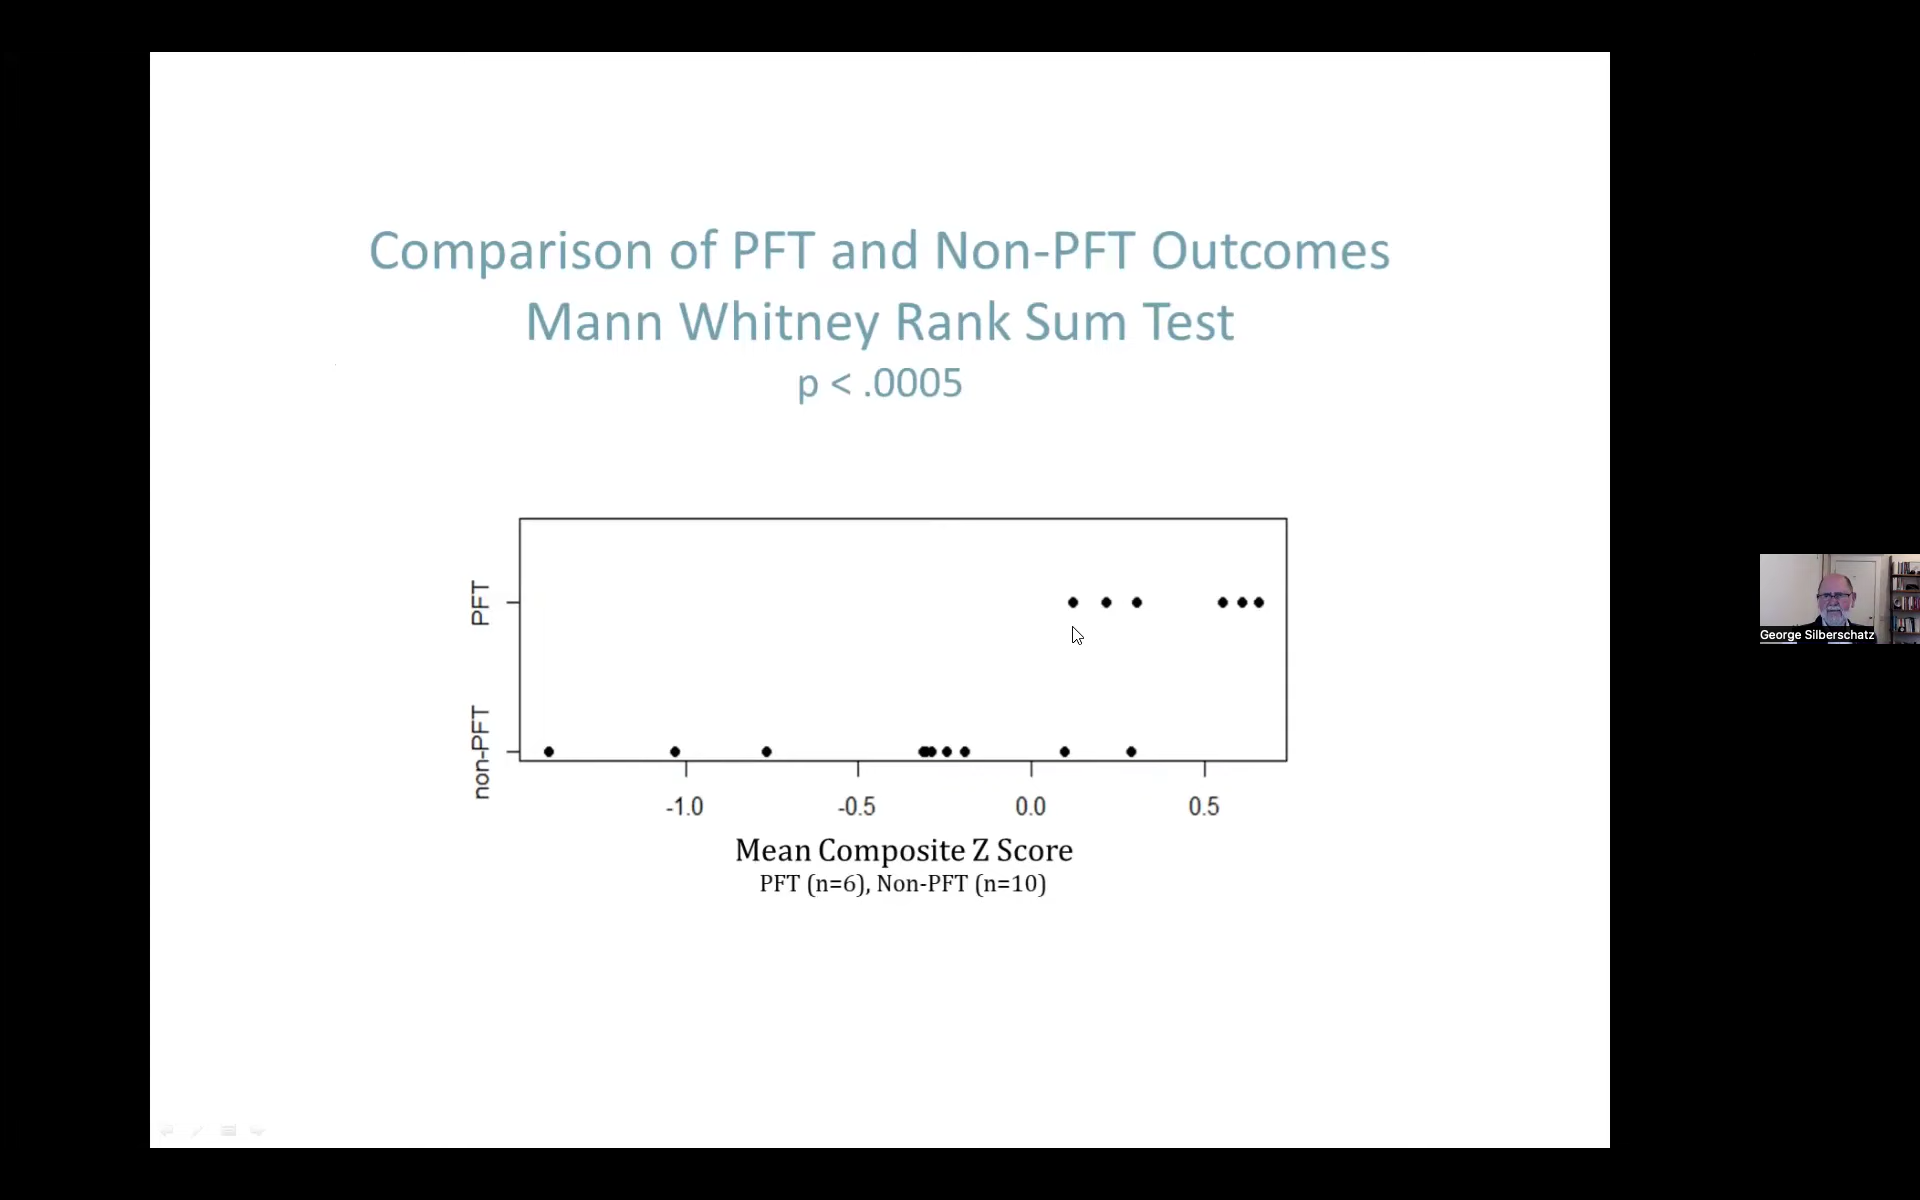 Comparison of PFT and Non-PFT Outcomes
Mann Whitney Rank Sum Test
p < .0005
PFT
non-PFT
-1.0
-0.5
0.0
0.5
Mean Composite Z Score
PFT (n=6), Non-PFT (n=10)
George Silberschatz